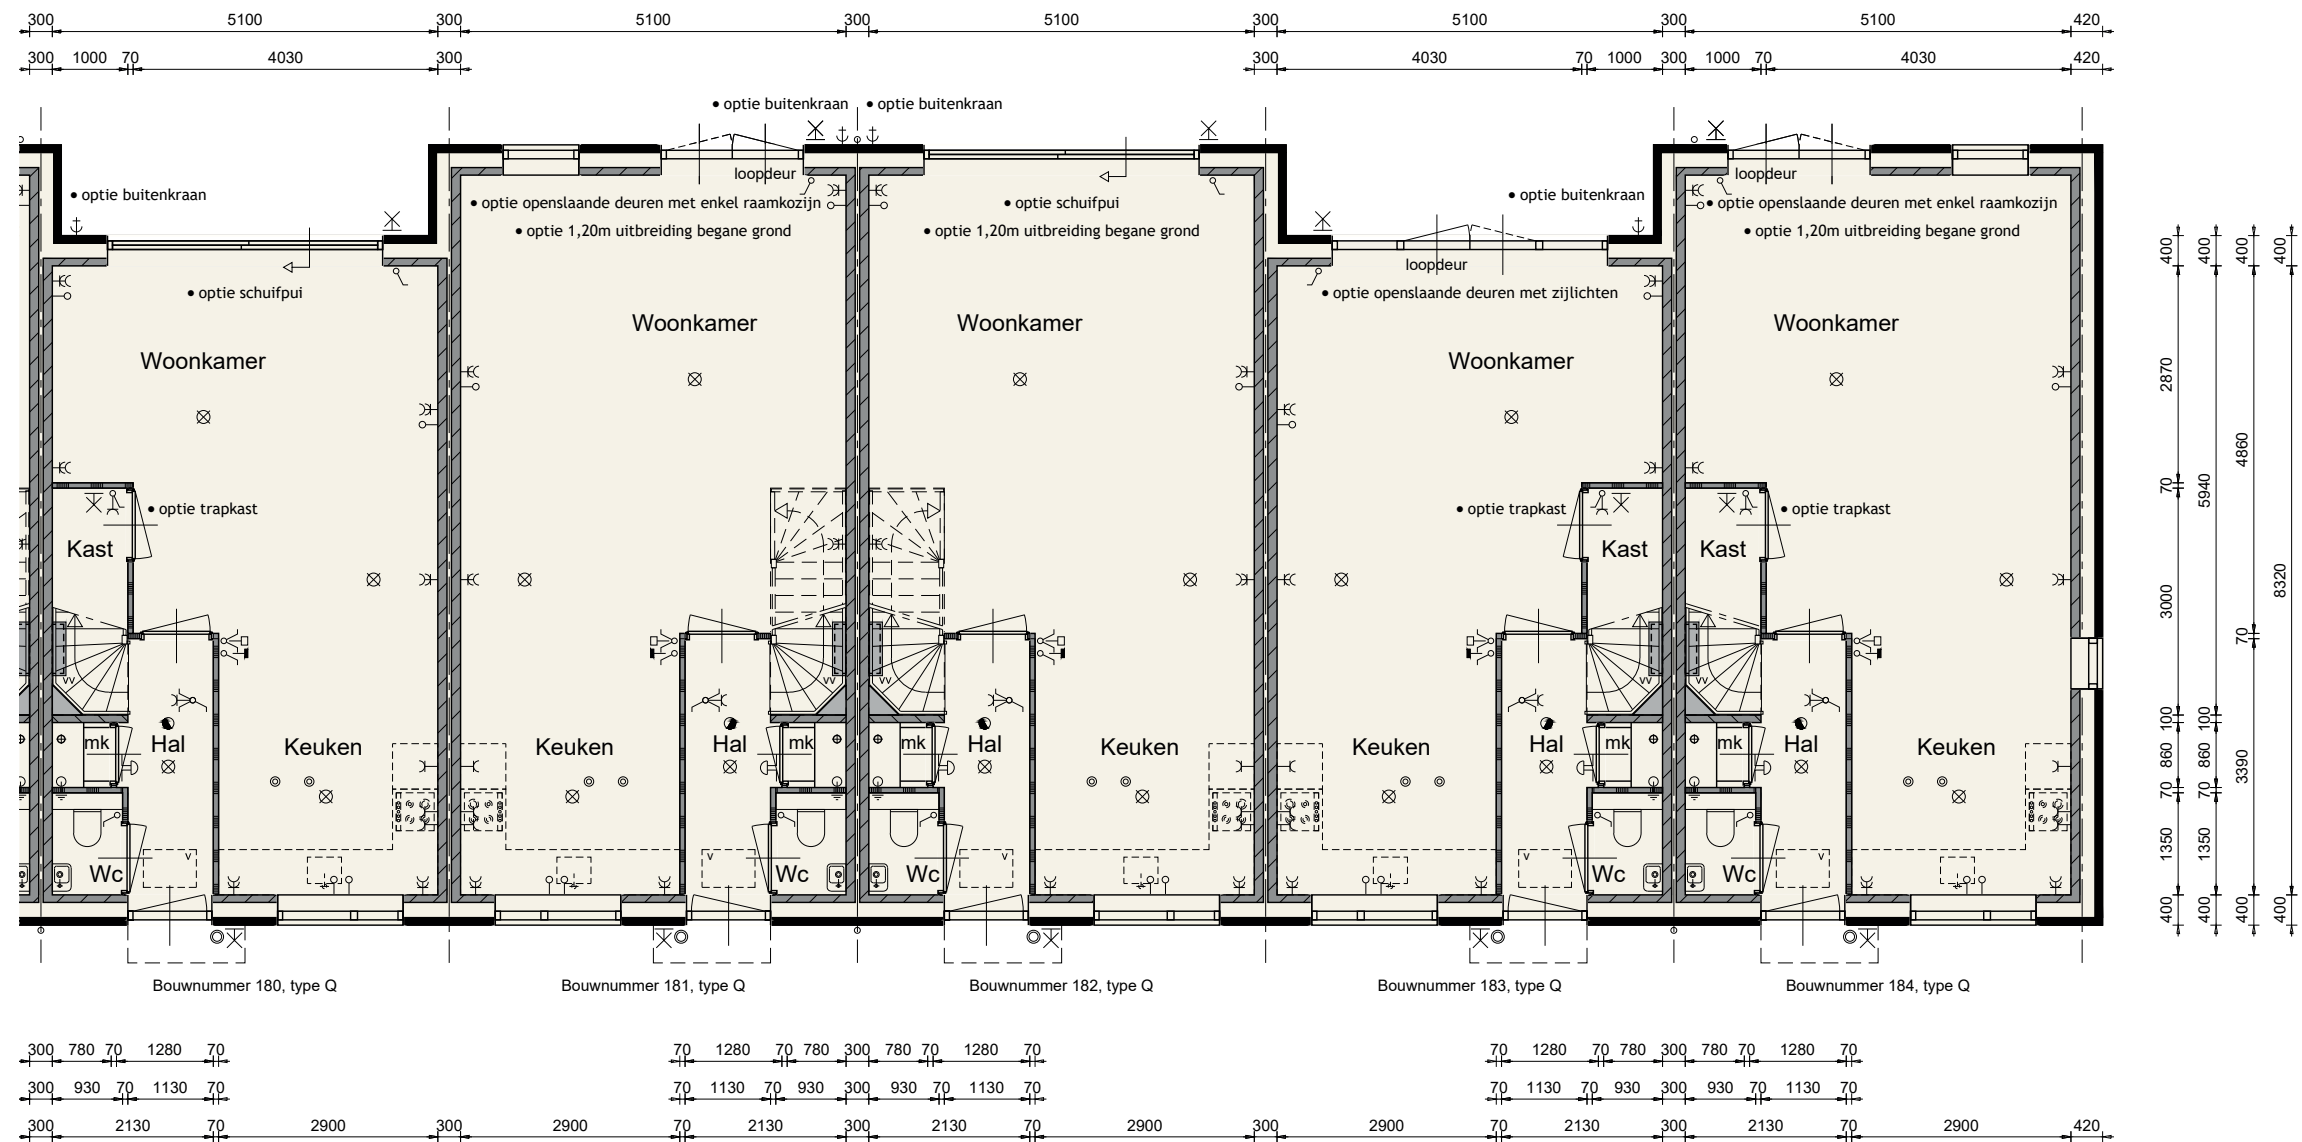 300 5100 300 5100 300 5100 300 5100 300 5100 420
300 1000 70 4030 300 300 4030 70 1000 300 1000 70 4030 420
• optie buitenkraan • optie buitenkraan
loopdeur loopdeur
• optie buitenkraan • optie buitenkraan
• optie openslaande deuren met enkel raamkozijn • optie schuifpui • optie openslaande deuren met enkel raamkozijn
• optie 1,20m uitbreiding begane grond • optie 1,20m uitbreiding begane grond • optie 1,20m uitbreiding begane grond
loopdeur
• optie schuifpui • optie openslaande deuren met zijlichten
Woonkamer Woonkamer Woonkamer
Woonkamer Woonkamer
• optie trapkast • optie trapkast • optie trapkast
Kast Kast Kast
vv vv vv vv vv
mk Hal Keuken Keuken Hal mk mk Hal Keuken Keuken Hal mk mk Hal Keuken
v v v v v
Wc Wc Wc Wc Wc
Bouwnummer 180, type Q Bouwnummer 181, type Q Bouwnummer 182, type Q Bouwnummer 183, type Q Bouwnummer 184, type Q
400 2870 70 3000 100 860 70 1350 400
400 5940 100 860 70 1350 400
400 4860 70 3390 400
400 8320 400
300 780 70 1280 70 70 1280 70 780 300 780 70 1280 70 70 1280 70 780 300 780 70 1280 70
300 930 70 1130 70 70 1130 70 930 300 930 70 1130 70 70 1130 70 930 300 930 70 1130 70
300 2130 70 2900 300 2900 70 2130 300 2130 70 2900 300 2900 70 2130 300 2130 70 2900 420